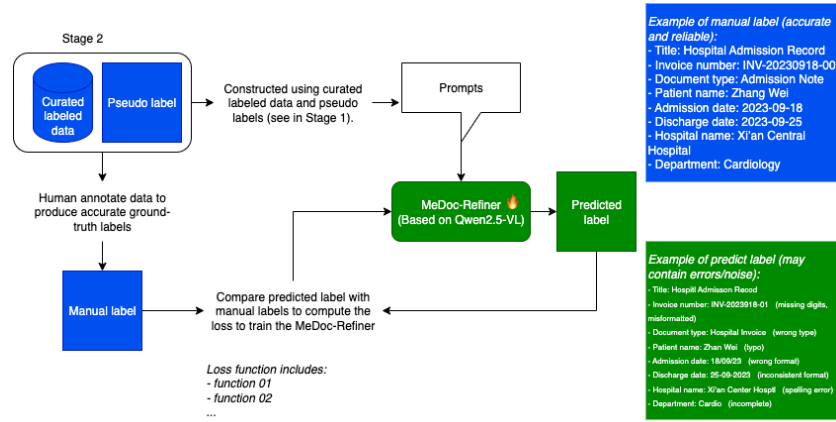 Stage 2
Curated
labeled
data
Pseudo label
Constructed using curated
labeled data and pseudo
labels (see in Stage 1).
Prompts
Human annotate data to
produce accurate ground-
truth labels
MeDoc-Refiner 🔥
(Based on Qwen2.5-VL)
Predicted
label
Manual label
Compare predicted label with
manual labels to compute the
loss to train the MeDoc-Refiner
Loss function includes:
- function 01
- function 02
...
Example of manual label (accurate
and reliable):
- Title: Hospital Admission Record
- Invoice number: INV-20230918-00
- Document type: Admission Note
- Patient name: Zhang Wei
- Admission date: 2023-09-18
- Discharge date: 2023-09-25
- Hospital name: Xi'an Central
Hospital
- Department: Cardiology
Example of predict label (may
contain errors/noise):
- Title: Hospitl Admisson Recod
- Invoice number: INV-2023918-01 (missing digits,
misformatted)
- Document type: Hospital Invoice (wrong type)
- Patient name: Zhan Wei (typo)
- Admission date: 18/09/23 (wrong format)
- Discharge date: 25-09-2023 (inconsistent format)
- Hospital name: Xi'an Center Hosptl (spelling error)
- Department: Cardio (incomplete)